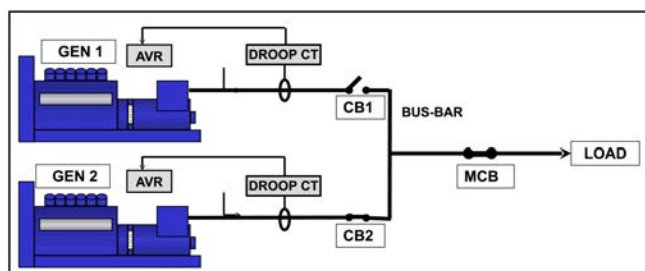 GEN 1
AVR
DROOP CT
CB1
BUS-BAR
LOAD
MCB
GEN 2
AVR
DROOP CT
CB2